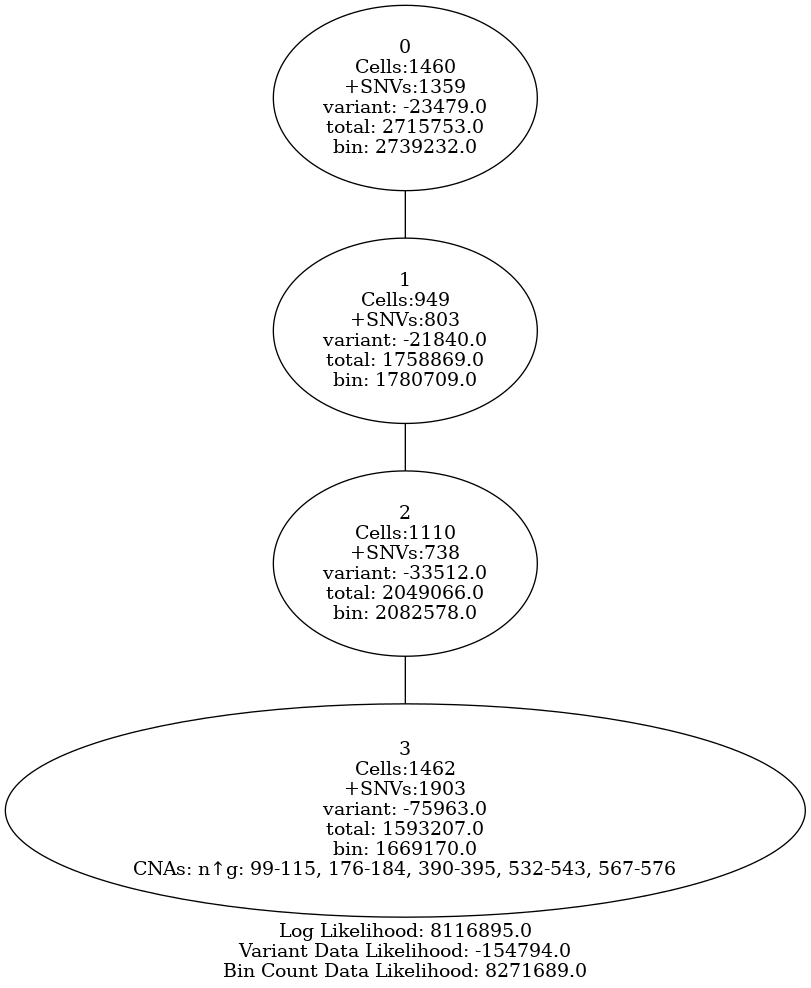 0
Cells:1460
+SNVs:1359
variant: -23479.0
total: 2715753.0
bin: 2739232.0
1
Cells:949
+SNVs:803
variant: -21840.0
total: 1758869.0
bin: 1780709.0
2
Cells:1110
+SNVs:738
variant: -33512.0
total: 2049066.0
bin: 2082578.0
3
Cells:1462
+SNVs:1903
variant: -75963.0
total: 1593207.0
bin: 1669170.0
CNAs: n↑g: 99-115, 176-184, 390-395, 532-543, 567-576
Log Likelihood: 8116895.0
Variant Data Likelihood: -154794.0
Bin Count Data Likelihood: 8271689.0